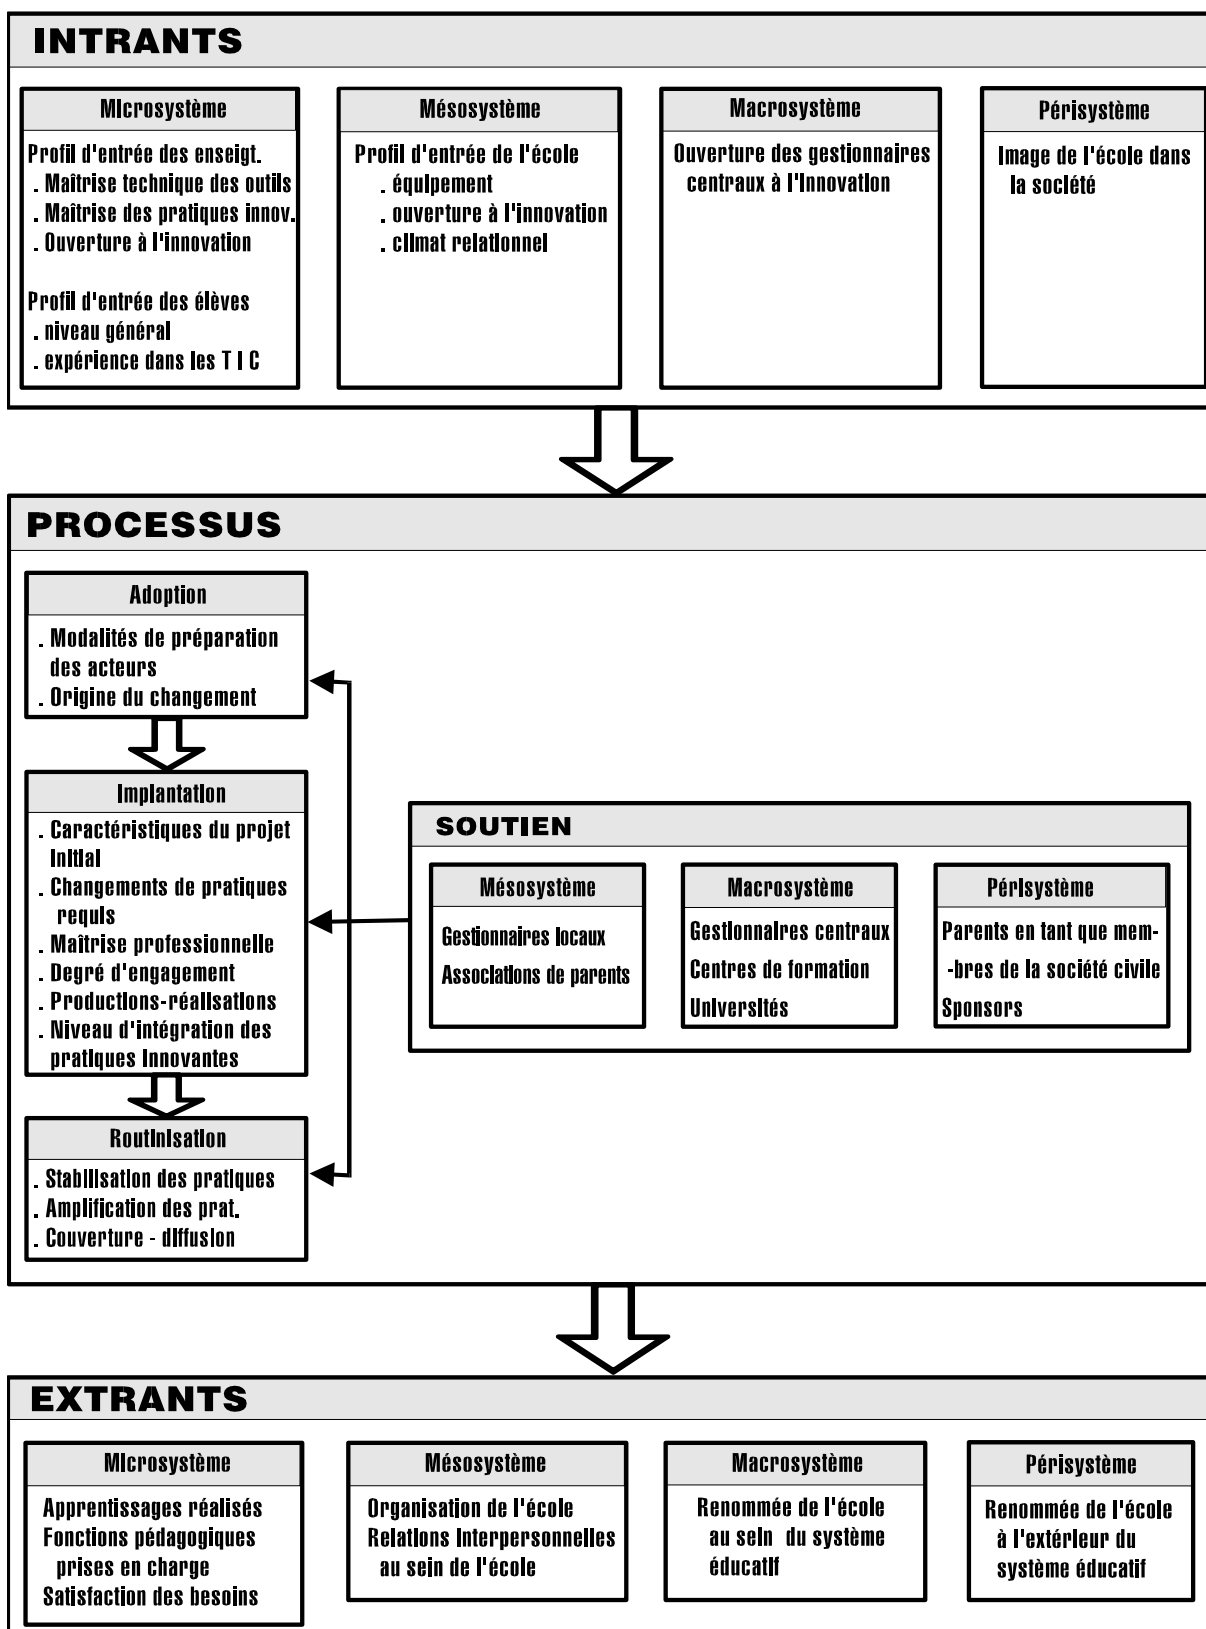 INTRANTS
Microsystème
Profil d'entrée des enseigt.
. Maîtrise technique des outils
. Maîtrise des pratiques innov.
. Ouverture à l'innovation
Profil d'entrée des élèves
. niveau général
. expérience dans les T I C
Mésosystème
Profil d'entrée de l'école
. équipement
. ouverture à l'innovation
. climat relationnel
Macrosystème
Ouverture des gestionnaires
centraux à l'innovation
Périsystème
Image de l'école dans
la société
PROCESSUS
Adoption
. Modalités de préparation
des acteurs
. Origine du changement
Implantation
. Caractéristiques du projet
initial
. Changements de pratiques
requis
. Maîtrise professionnelle
. Degré d'engagement
. Productions-réalisations
. Niveau d'intégration des
pratiques innovantes
Routinisation
. Stabilisation des pratiques
. Amplification des prat.
. Couverture - diffusion
SOUTIEN
Mésosystème
Gestionnaires locaux
Associations de parents
Macrosystème
Gestionnaires centraux
Centres de formation
Universités
Périsystème
Parents en tant que mem-
-bres de la société civile
Sponsors
EXTRANTS
Microsystème
Apprentissages réalisés
Fonctions pédagogiques
prises en charge
Satisfaction des besoins
Mésosystème
Organisation de l'école
Relations interpersonnelles
au sein de l'école
Macrosystème
Renommée de l'école
au sein du système
éducatif
Périsystème
Renommée de l'école
à l'extérieur du
système éducatif